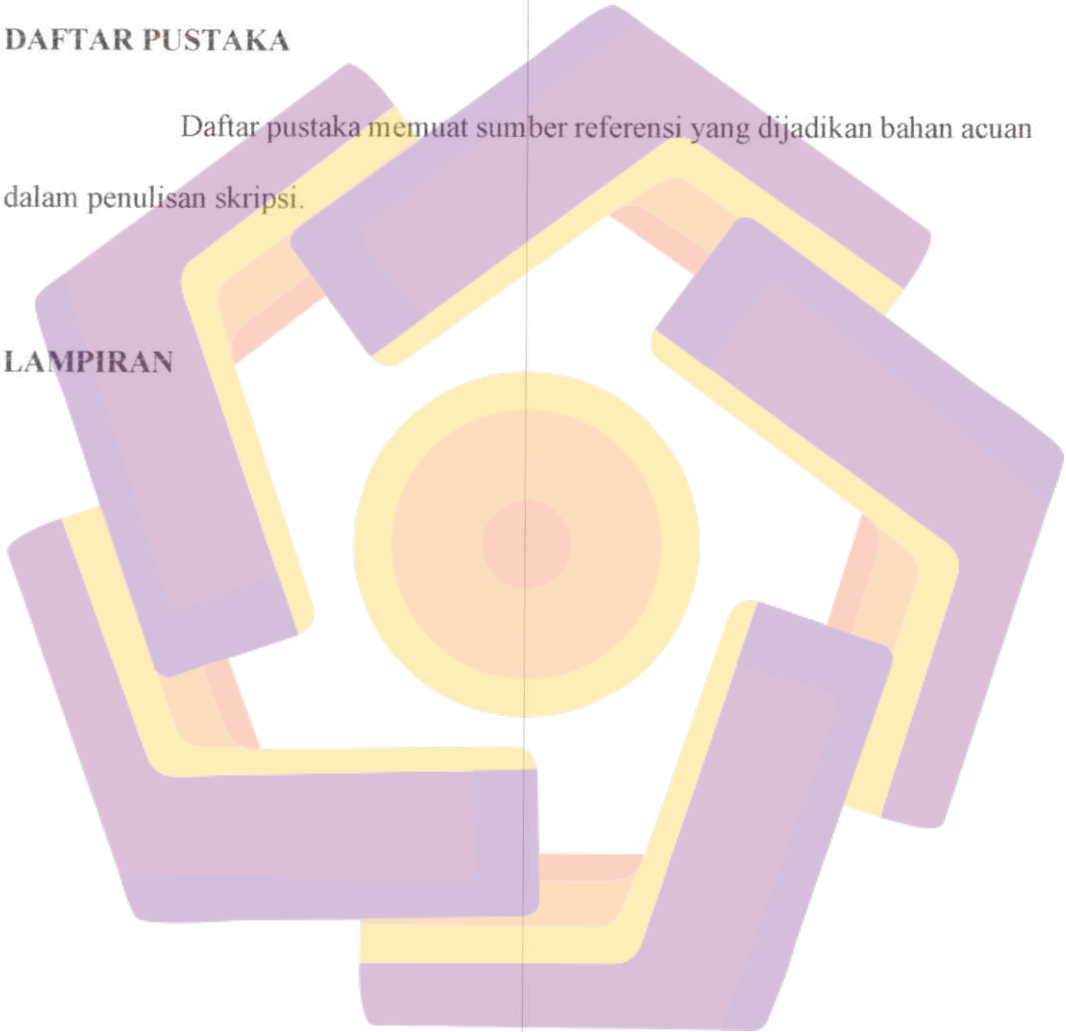 DAFTAR PUSTAKA
Daftar pustaka memuat sumber referensi yang dijadikan bahan acuan
dalam penulisan skripsi.
LAMPIRAN